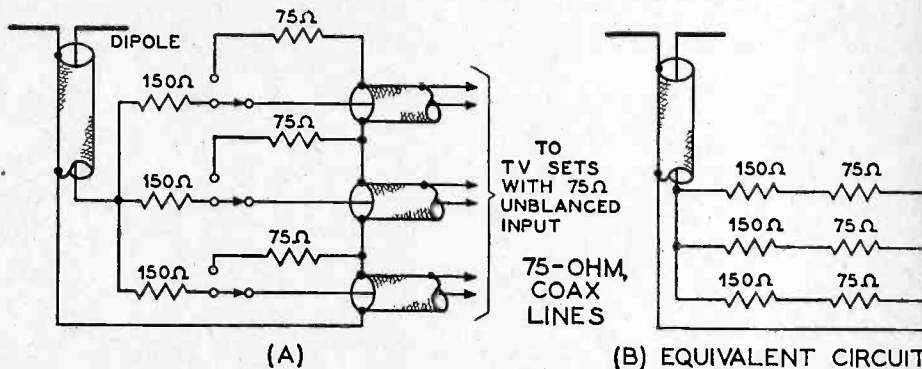 DIPOLE
75Ω
150Ω
75Ω
150Ω
75Ω
150Ω
TO
TV SETS
WITH 75Ω
UNBLANCED
INPUT
75-OHM,
COAX
LINES
(A)
150Ω 75Ω
150Ω 75Ω
150Ω 75Ω
(B) EQUIVALENT CIRCUIT